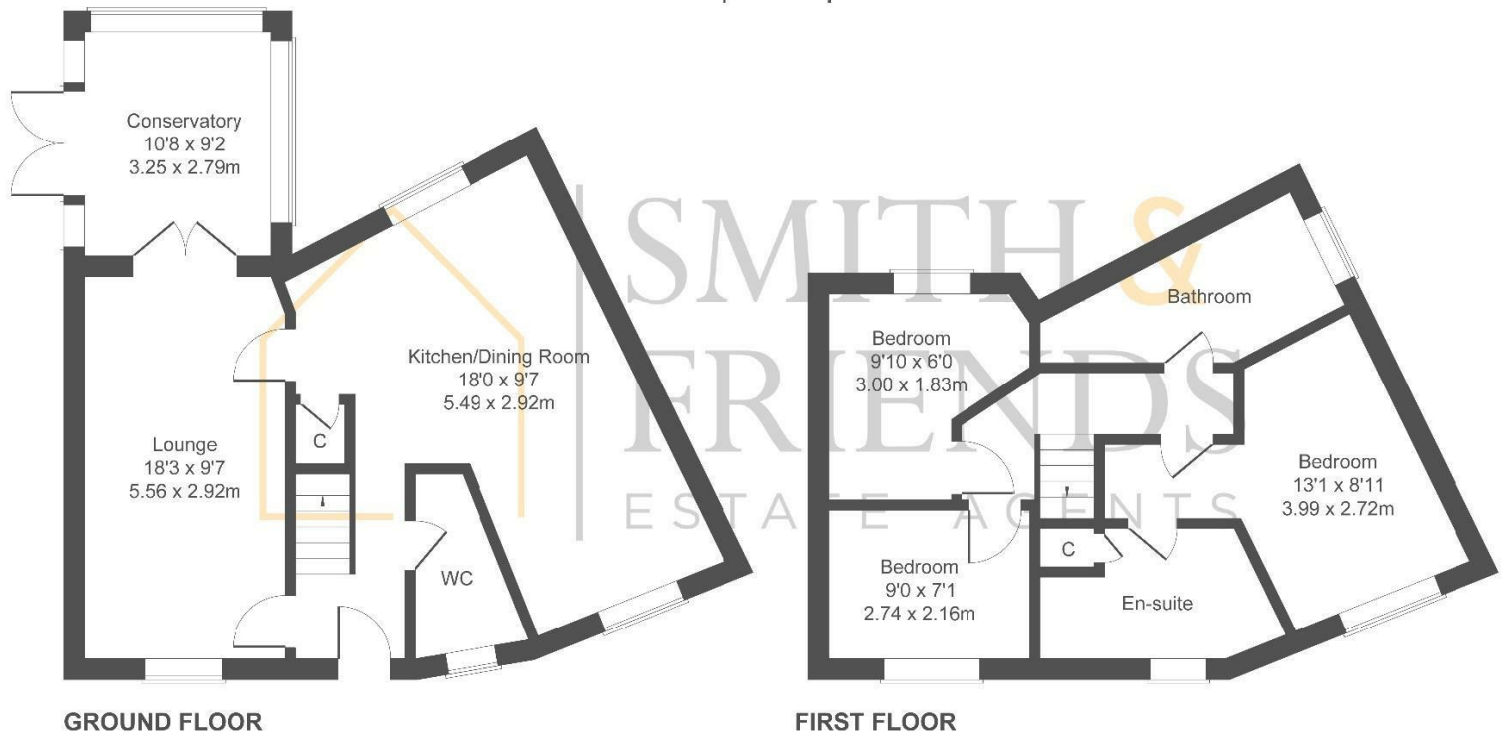 Conservatory
10'8 x 9'2
3.25 x 2.79m
Kitchen/Dining Room
18'0 x 9'7
5.49 x 2.92m
C
Lounge
18'3 x 9'7
5.56 x 2.92m
WC
GROUND FLOOR
SMITH &
FRIENDS
ESTATE AGENTS
Bathroom
Bedroom
9'10 x 6'0
3.00 x 1.83m
Bedroom
13'1 x 8'11
3.99 x 2.72m
C
Bedroom
9'0 x 7'1
2.74 x 2.16m
En-suite
FIRST FLOOR